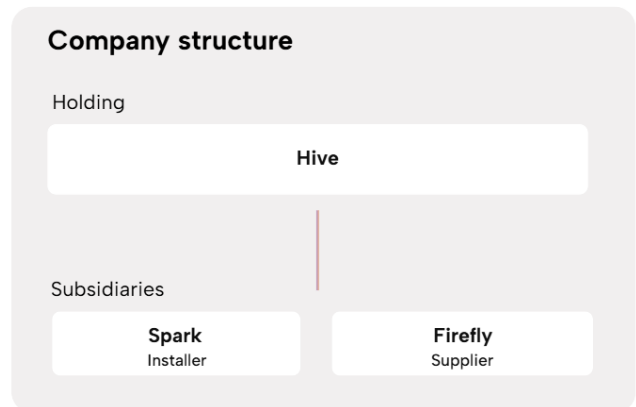 Company structure
Holding
Hive
Subsidiaries
Spark
Installer
Firefly
Supplier